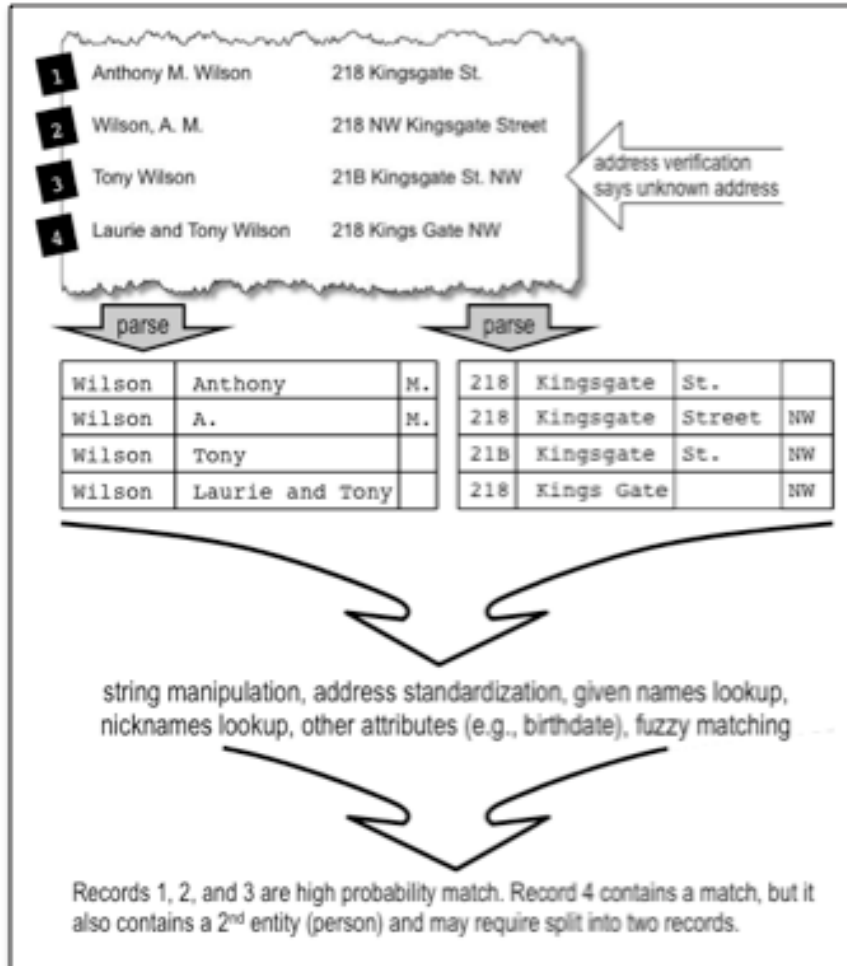 1 Anthony M. Wilson 218 Kingsgate St.
2 Wilson, A. M. 218 NW Kingsgate Street
3 Tony Wilson 21B Kingsgate St. NW
address verification
says unknown address
4 Laurie and Tony Wilson 218 Kings Gate NW
parse parse
Wilson Anthony M. 218 Kingsgate St.
Wilson A. M. 218 Kingsgate Street NW
Wilson Tony 21B Kingsgate St. NW
Wilson Laurie and Tony 218 Kings Gate NW
string manipulation, address standardization, given names lookup,
nicknames lookup, other attributes (e.g., birthdate), fuzzy matching
Records 1, 2, and 3 are high probability match. Record 4 contains a match, but it
also contains a 2nd entity (person) and may require split into two records.